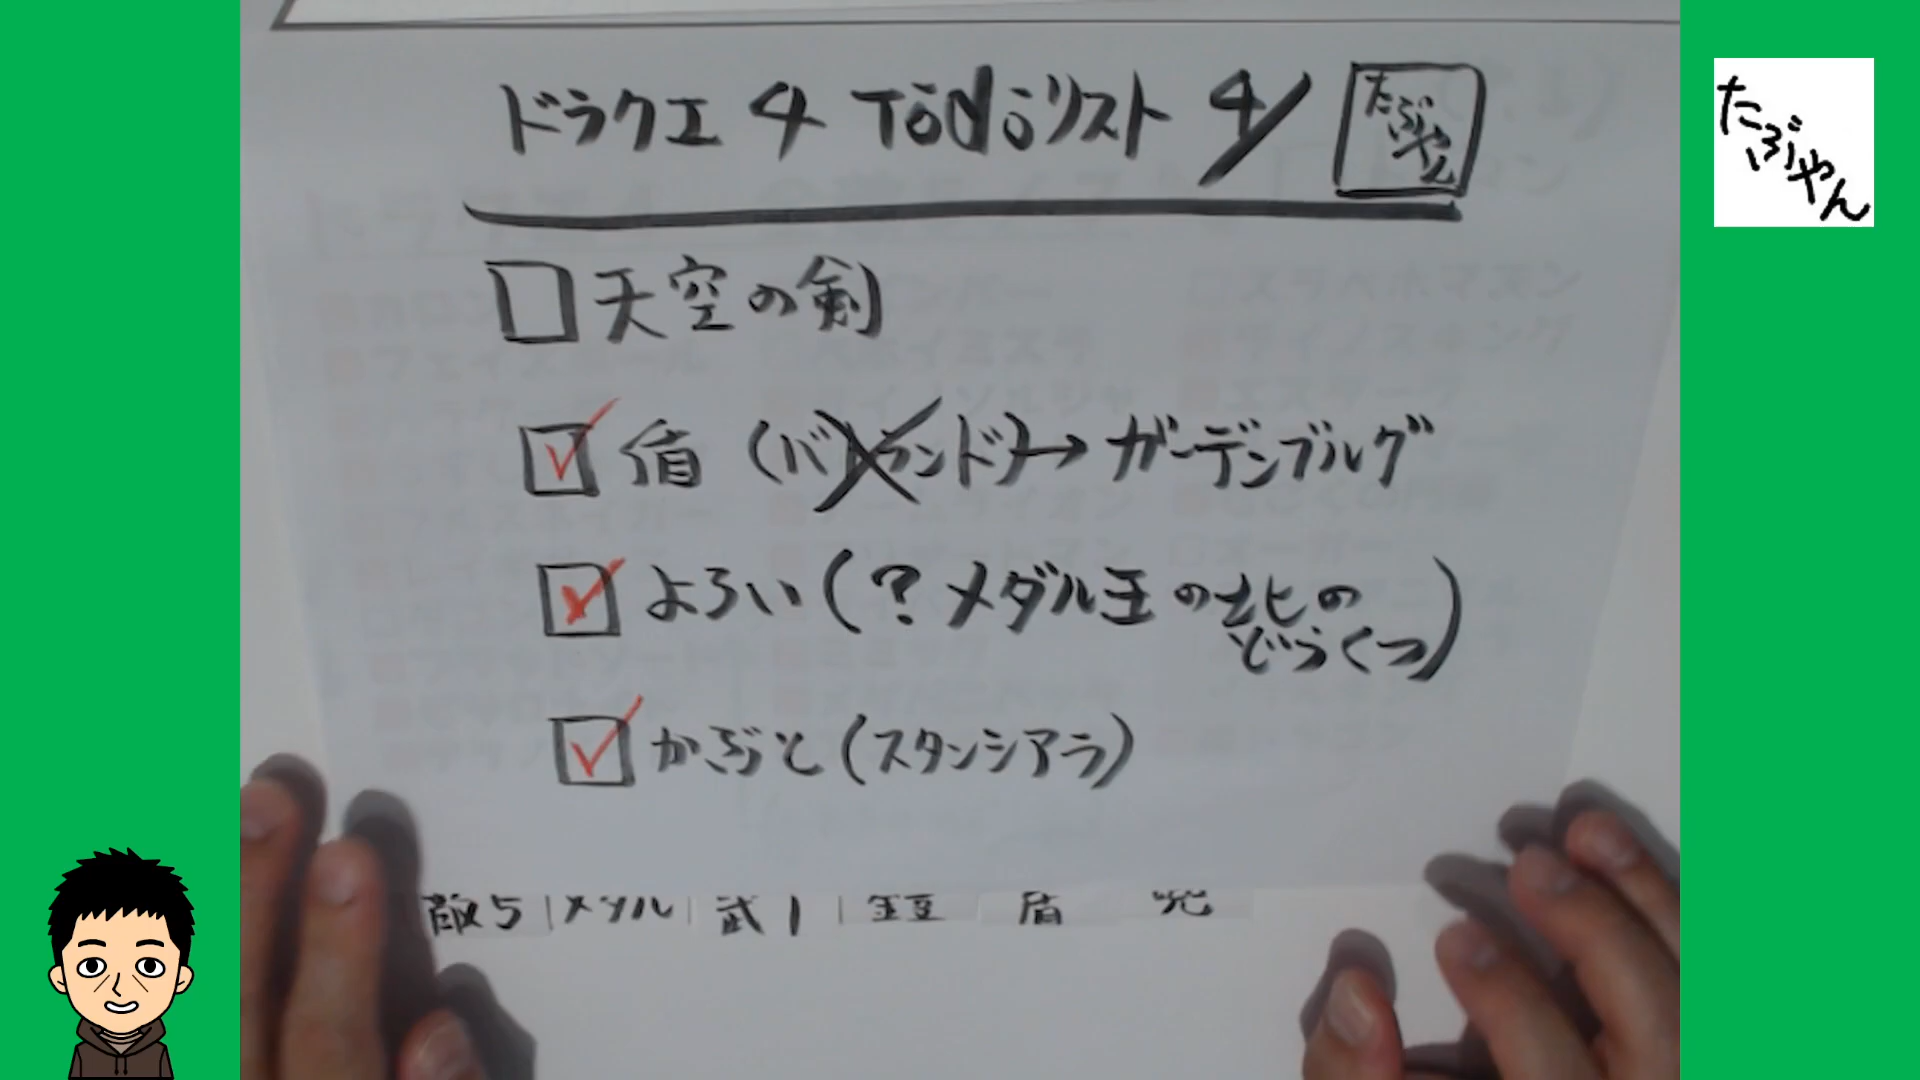 ドラクエ4 Todoリスト 4/ たぶやん
たぶやん
□天空の剣
☑盾(バトランド)→ガーデンブルグ
☑よろい(?メダル王の北の
どうくつ)
☑かぶと(スタンシアラ)
敵5 メダル 武1 鎧 盾 兜